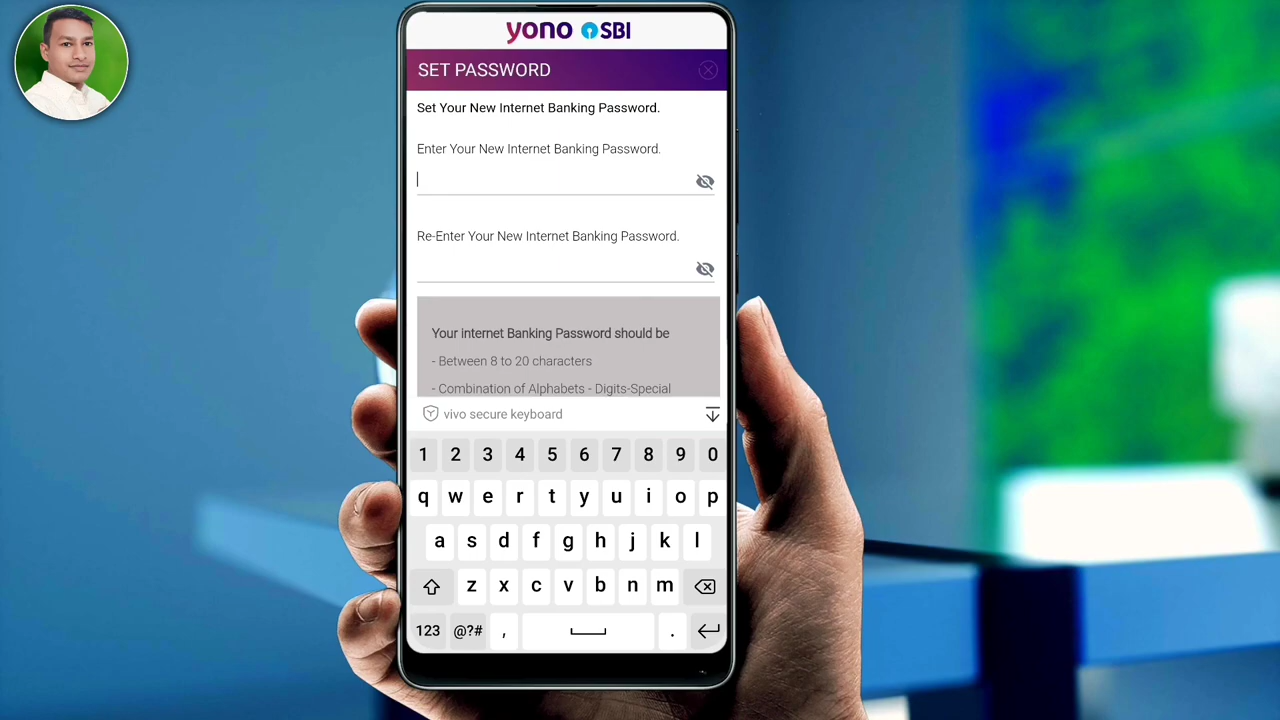 yono SBI
SET PASSWORD
Set Your New Internet Banking Password.
Enter Your New Internet Banking Password.
Re-Enter Your New Internet Banking Password.
Your internet Banking Password should be
- Between 8 to 20 characters
- Combination of Alphabets - Digits-Special
vivo secure keyboard
1 2 3 4 5 6 7 8 9 0
q w e r t y u i o p
a s d f g h j k l
z x c v b n m
123 @?# , .